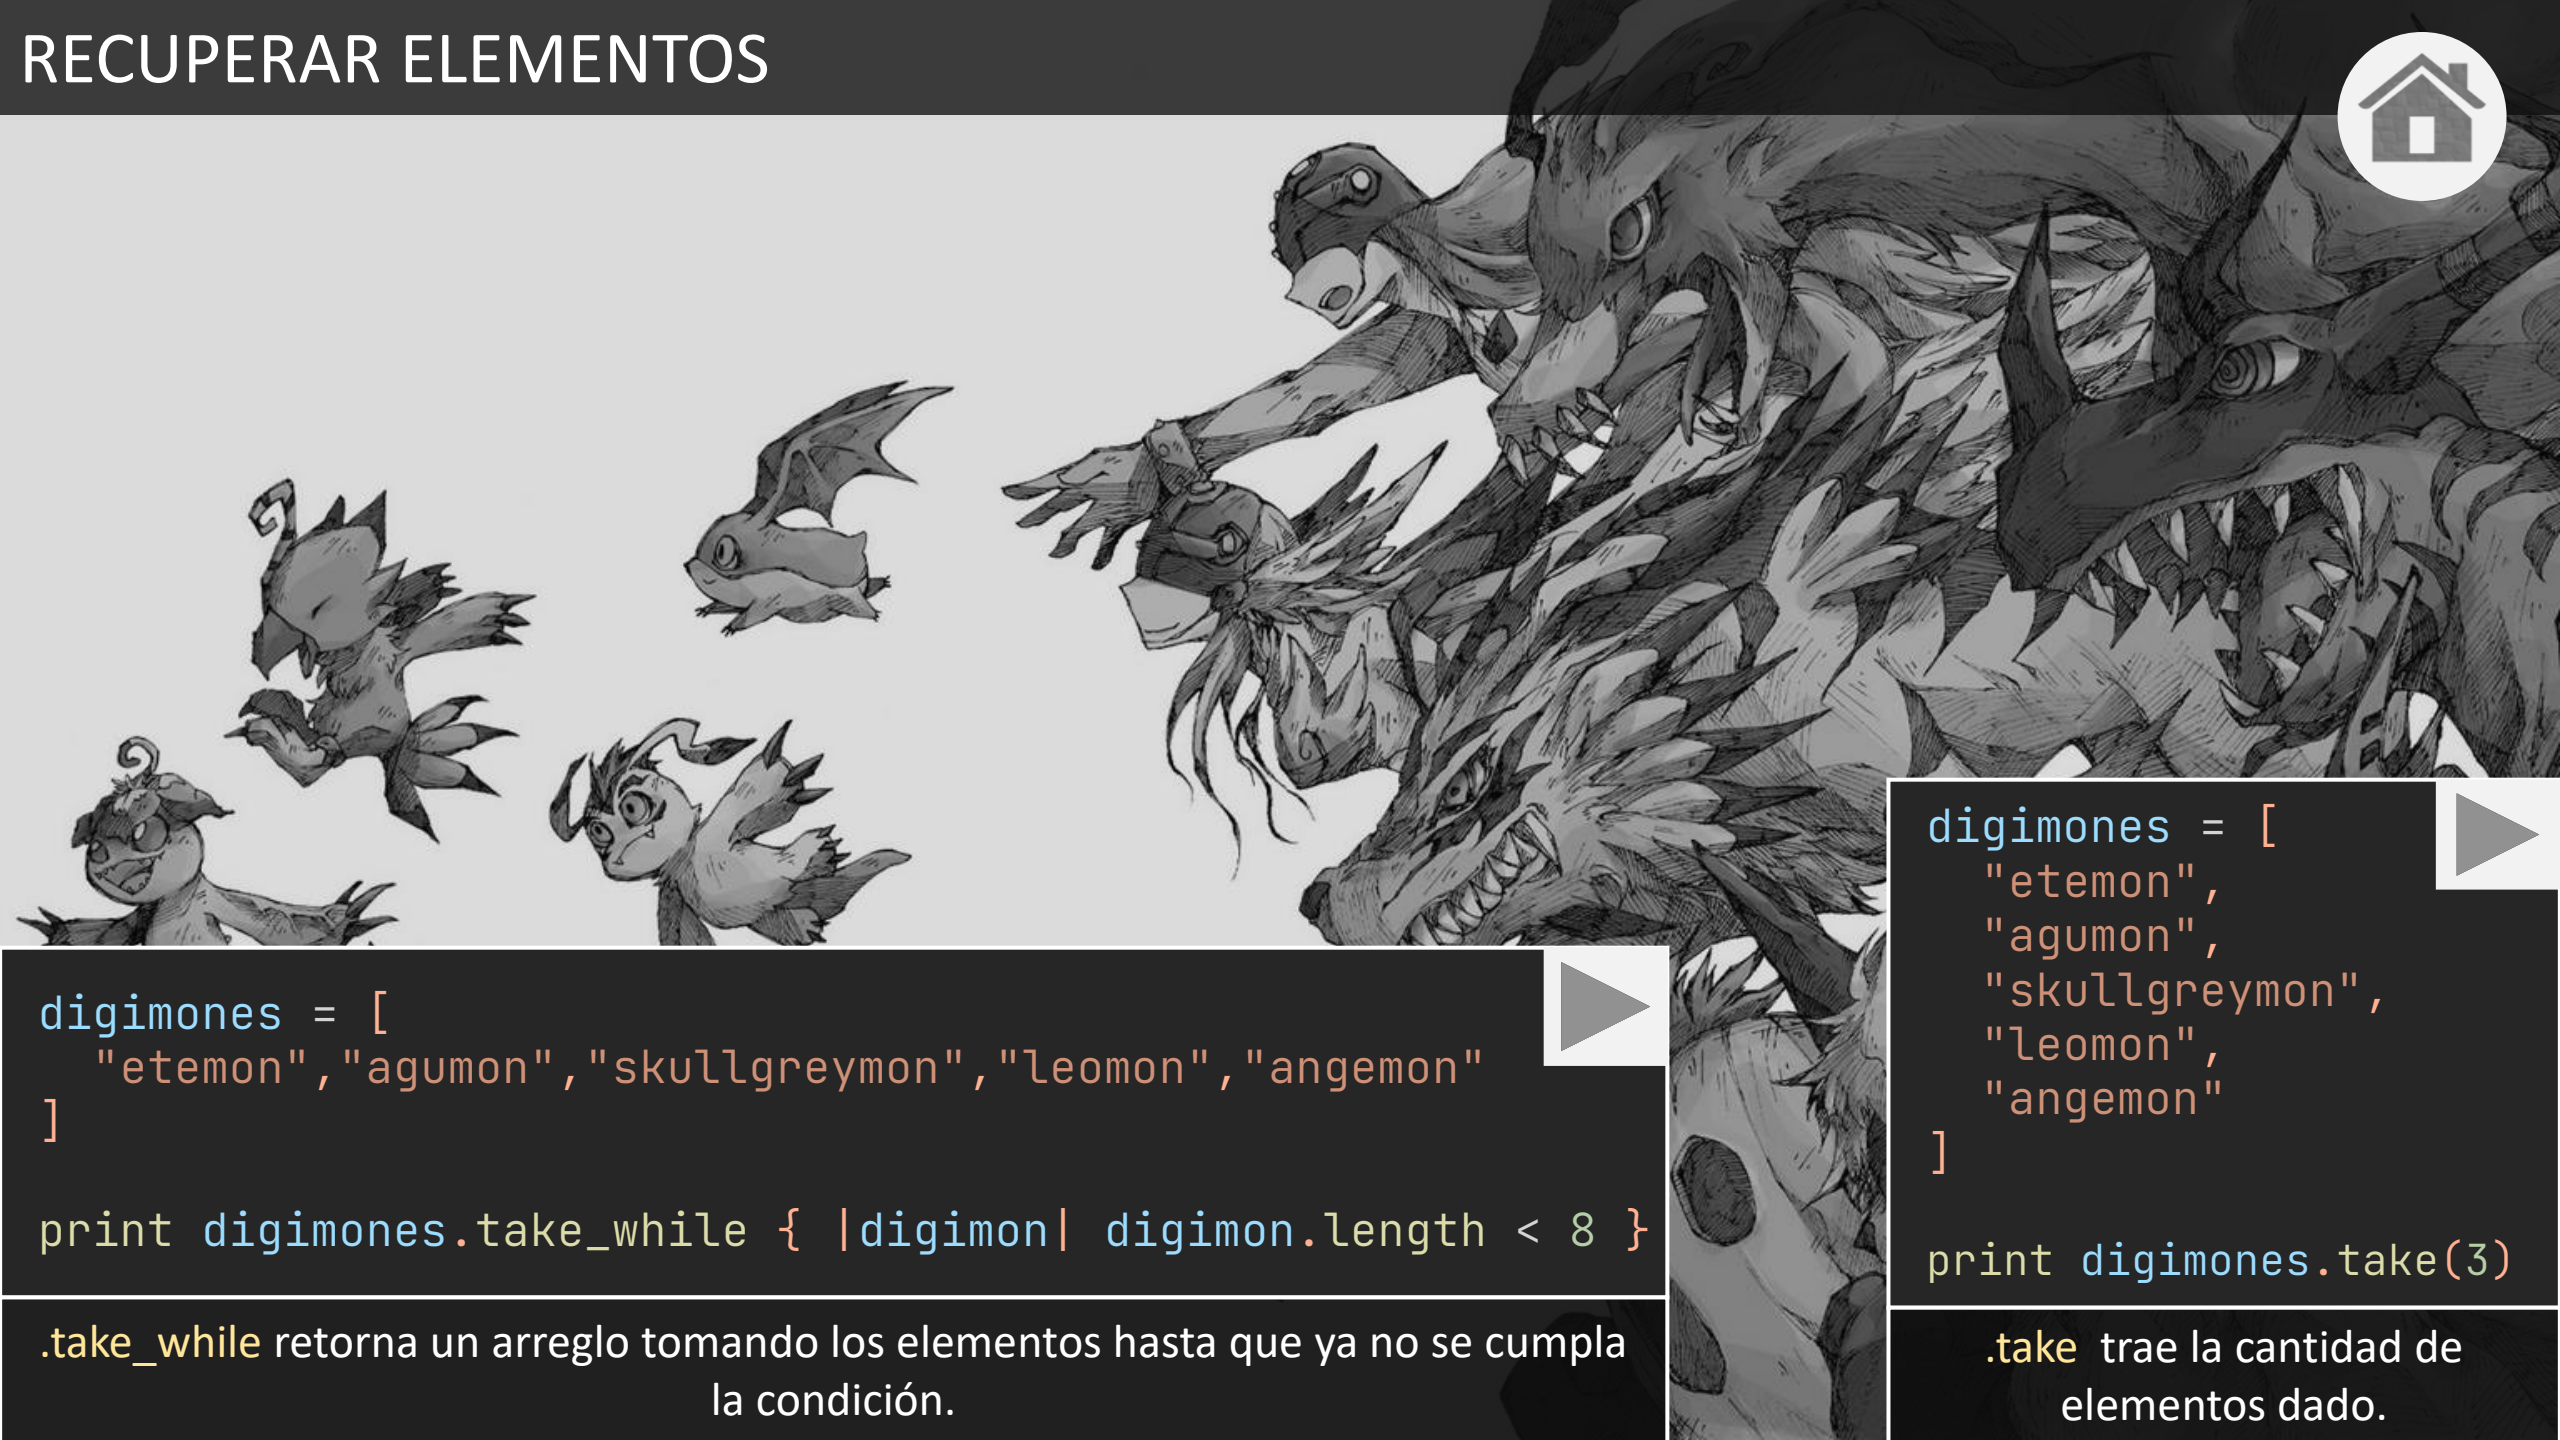 RECUPERAR ELEMENTOS
digimones = [
  "etemon","agumon","skullgreymon","leomon","angemon"
]
print digimones.take_while { |digimon| digimon.length < 8 }
.take_while retorna un arreglo tomando los elementos hasta que ya no se cumpla
la condición.
digimones = [
  "etemon",
  "agumon",
  "skullgreymon",
  "leomon",
  "angemon"
]
print digimones.take(3)
.take trae la cantidad de
elementos dado.